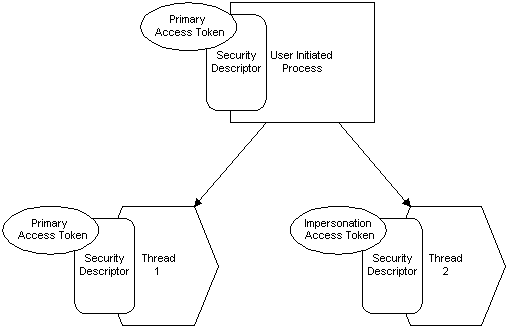 Primary
Access Token
Security
Descriptor
User Initiated
Process
Primary
Access Token
Security
Descriptor
Thread
1
Impersonation
Access Token
Security
Descriptor
Thread
2